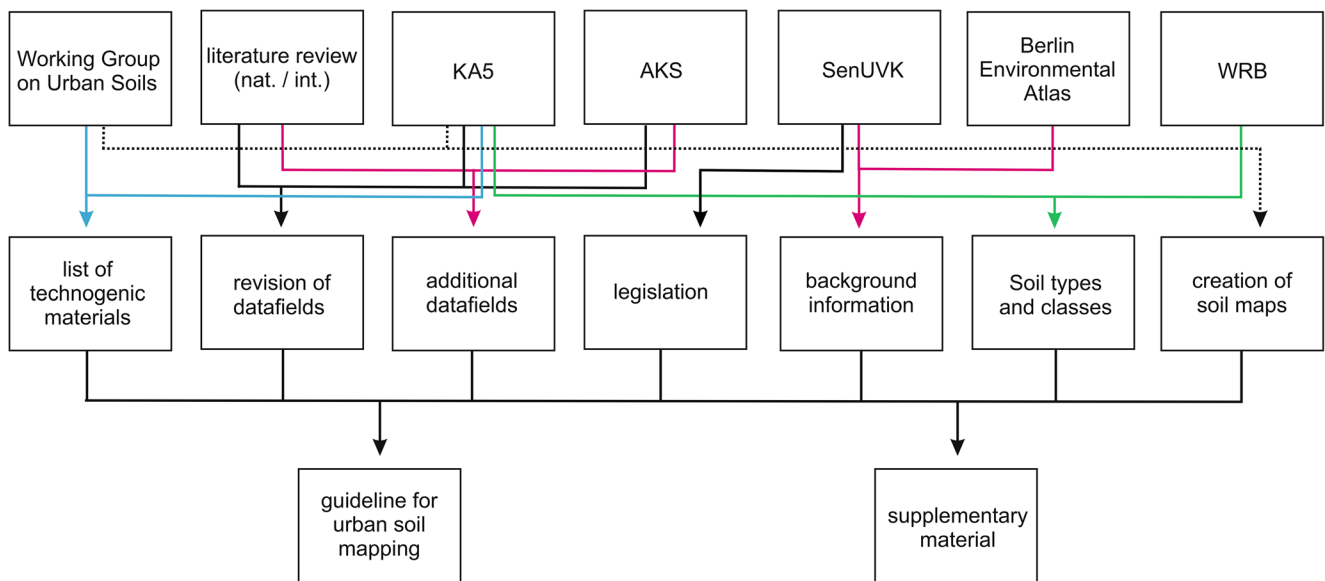 Working Group
on Urban Soils
literature review
(nat. / int.)
KA5
AKS
SenUVK
Berlin
Environmental
Atlas
WRB
list of
technogenic
materials
revision of
datafields
additional
datafields
legislation
background
information
Soil types
and classes
creation of
soil maps
guideline for
urban soil
mapping
supplementary
material